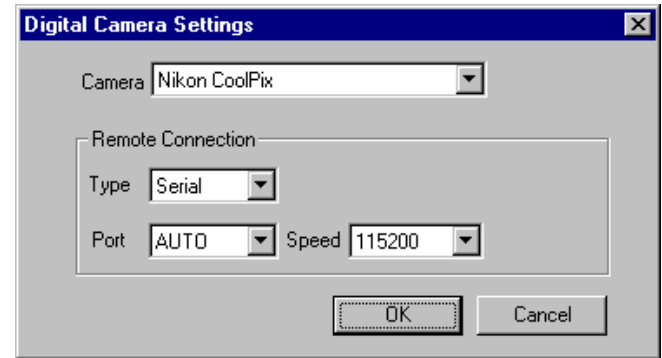 Digital Camera Settings
Camera Nikon CoolPix
Remote Connection
Type Serial
Port AUTO Speed 115200
OK Cancel